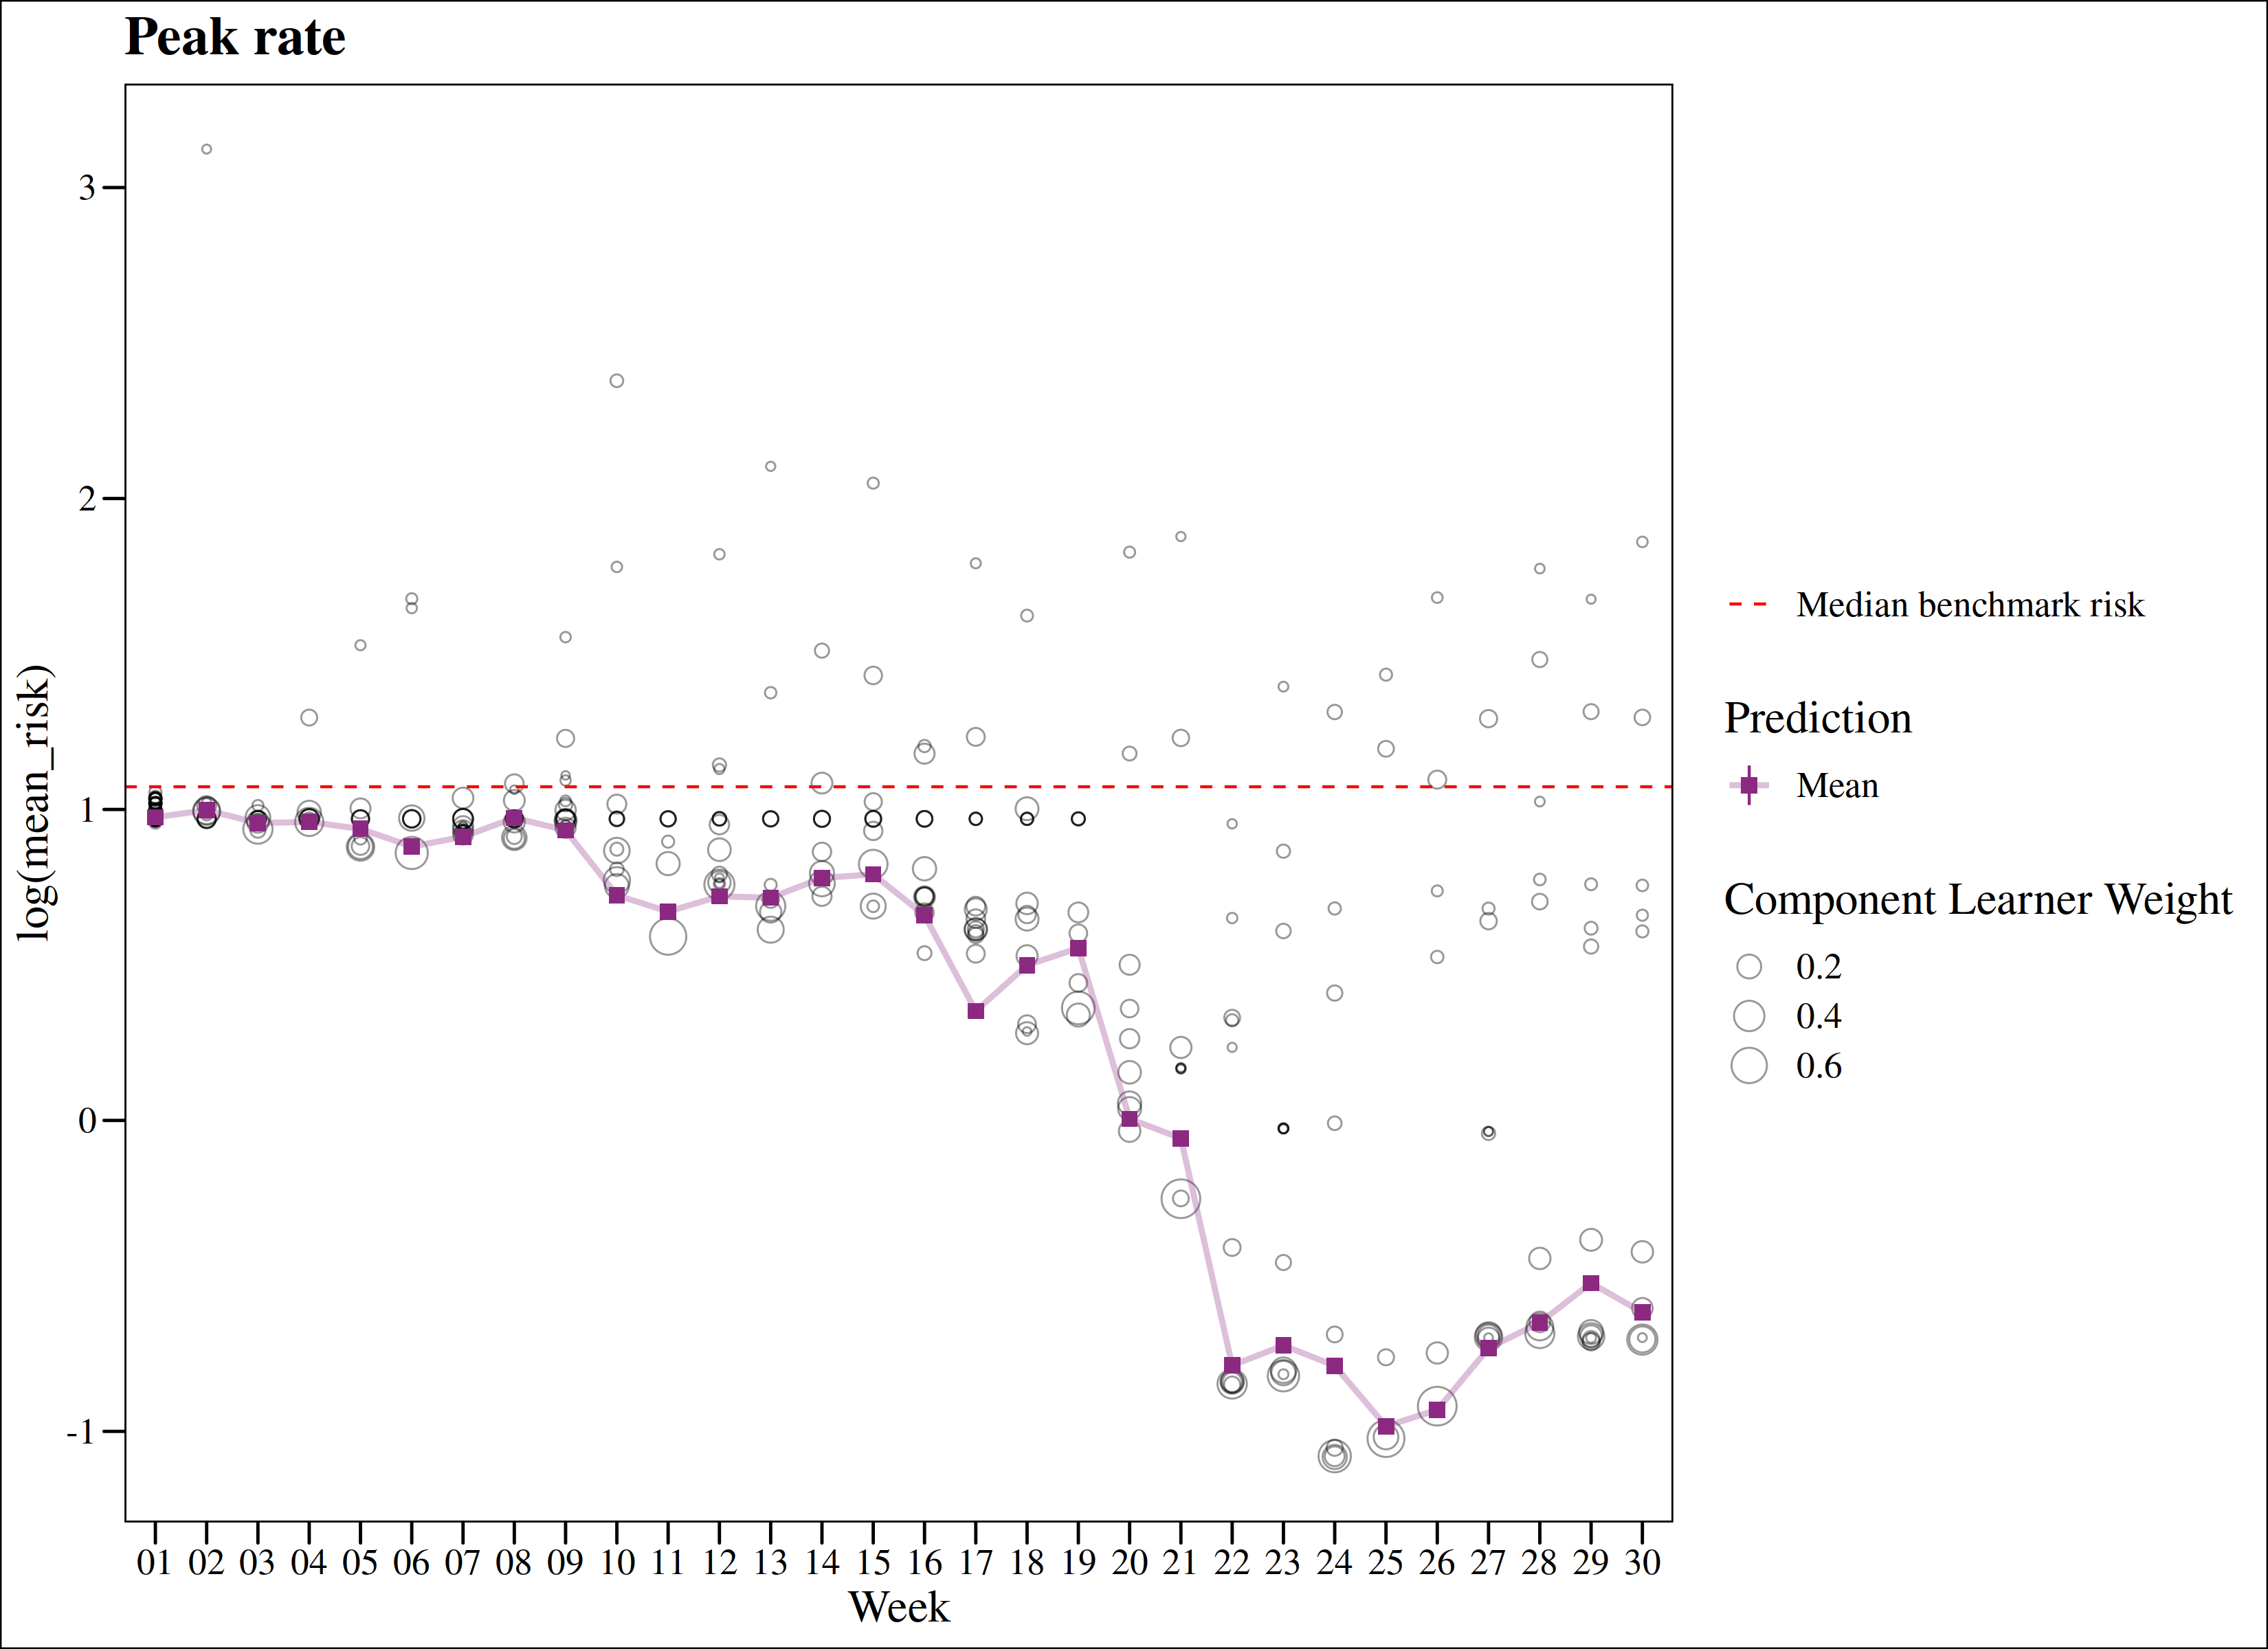 Peak rate
3
2
1
0
-1
log(mean_risk)
01 02 03 04 05 06 07 08 09 10 11 12 13 14 15 16 17 18 19 20 21 22 23 24 25 26 27 28 29 30
Week
Median benchmark risk
Prediction
Mean
Component Learner Weight
0.2
0.4
0.6